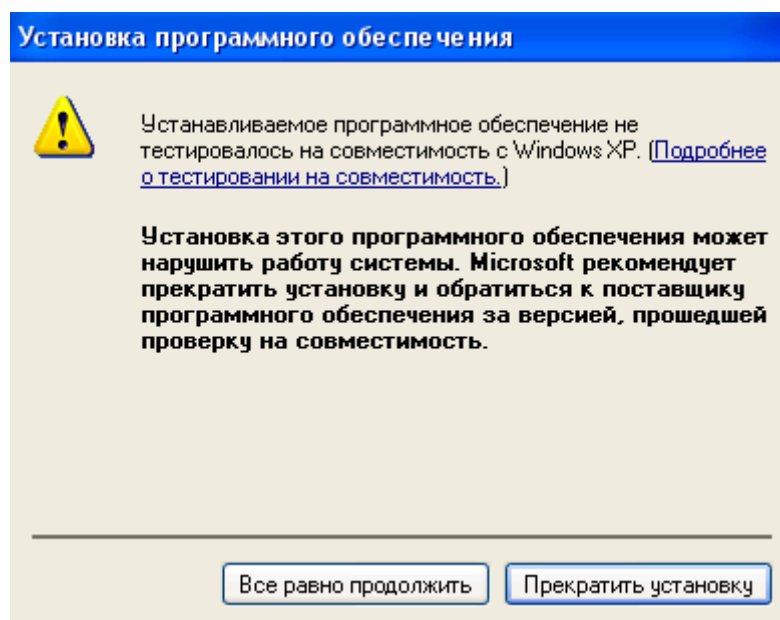 Установка программного обеспечения
Устанавливаемое программное обеспечение не
тестировалось на совместимость с Windows XP. (Подробнее
о тестировании на совместимость.)
Установка этого программного обеспечения может
нарушить работу системы. Microsoft рекомендует
прекратить установку и обратиться к поставщику
программного обеспечения за версией, прошедшей
проверку на совместимость.
Все равно продолжить
Прекратить установку